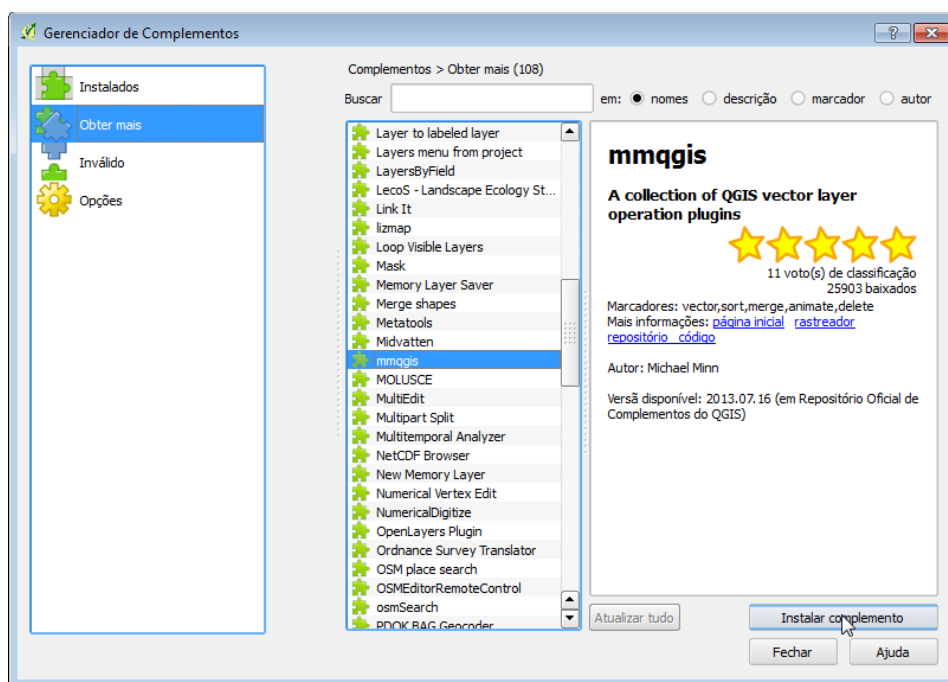 Gerenciador de Complementos
Instalados
Obter mais
Inválido
Opções
Complementos > Obter mais (108)
Buscar
em: nomes descrição marcador autor
Layer to labeled layer
Layers menu from project
LayersByField
LecoS - Landscape Ecology St...
Link It
lizmap
Loop Visible Layers
Mask
Memory Layer Saver
Merge shapes
Metatools
Midvatten
mmqgis
MOLUSCE
MultiEdit
Multipart Split
Multitemporal Analyzer
NetCDF Browser
New Memory Layer
Numerical Vertex Edit
NumericalDigitize
OpenLayers Plugin
Ordnance Survey Translator
OSM place search
OSMEditorRemoteControl
osmSearch
PDOK BAG Geocoder
mmqgis
A collection of QGIS vector layer
operation plugins
11 voto(s) de classificação
25903 baixados
Marcadores: vector,sort,merge,animate,delete
Mais informações: página inicial rastreador
repositório_código
Autor: Michael Minn
Versã disponível: 2013.07.16 (em Repositório Oficial de
Complementos do QGIS)
Atualizar tudo
Instalar complemento
Fechar
Ajuda